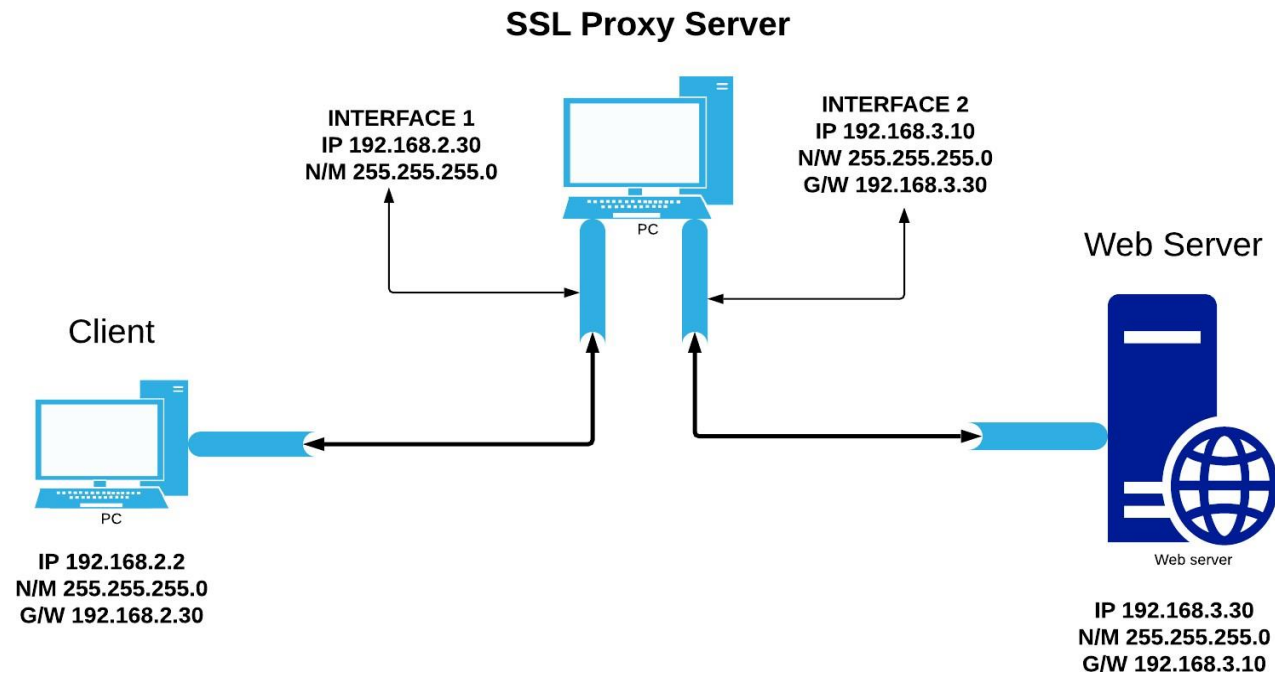 SSL Proxy Server
INTERFACE 1
IP 192.168.2.30
N/M 255.255.255.0
INTERFACE 2
IP 192.168.3.10
N/W 255.255.255.0
G/W 192.168.3.30
PC
Web Server
Client
PC
IP 192.168.2.2
N/M 255.255.255.0
G/W 192.168.2.30
Web server
IP 192.168.3.30
N/M 255.255.255.0
G/W 192.168.3.10